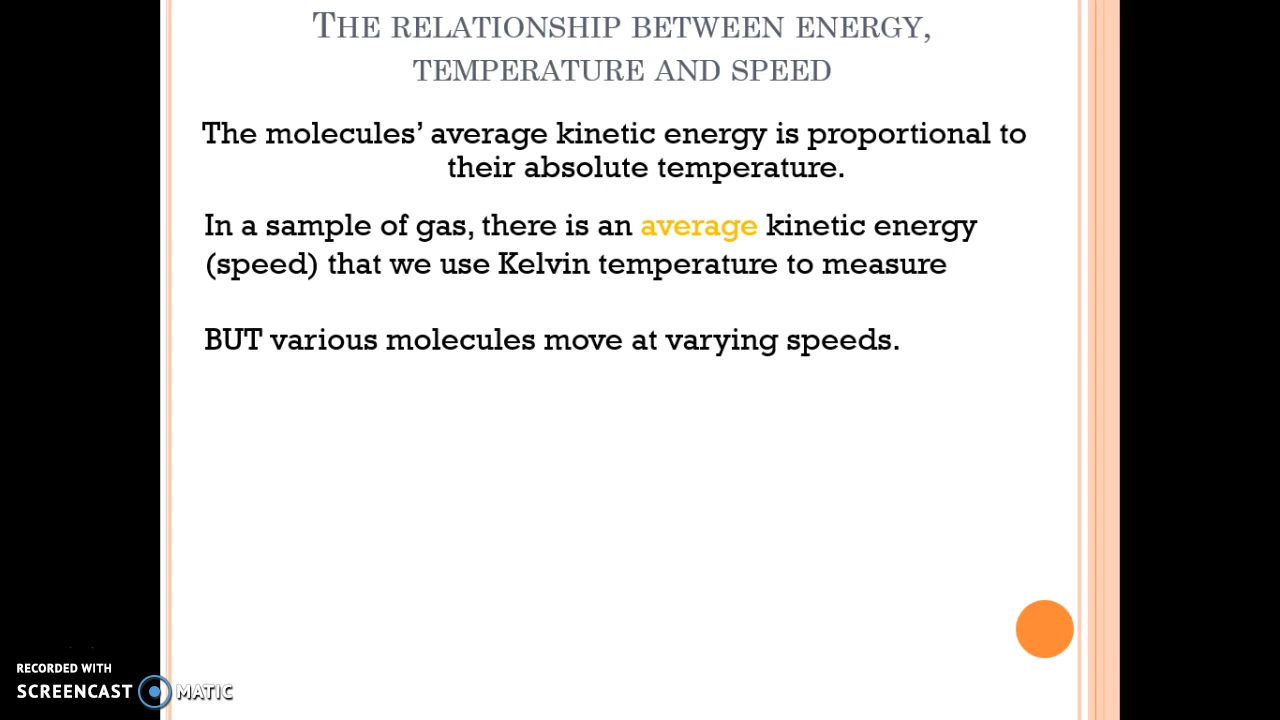 THE RELATIONSHIP BETWEEN ENERGY,
TEMPERATURE AND SPEED
The molecules’ average kinetic energy is proportional to
their absolute temperature.
In a sample of gas, there is an average kinetic energy
(speed) that we use Kelvin temperature to measure
BUT various molecules move at varying speeds.
RECORDED WITH
SCREENCAST MATIC